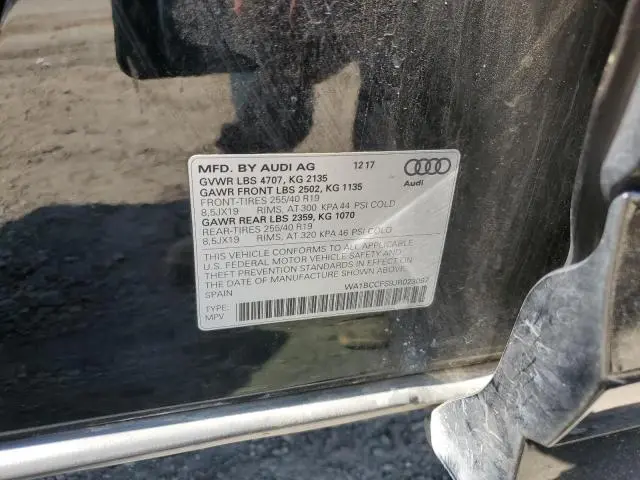 MFD. BY AUDI AG 12 17
GVWR LBS 4707, KG 2135
GAWR FRONT LBS 2502, KG 1135
FRONT-TIRES 255/40 R19
8,5JX19 RIMS, AT 300 KPA 44 PSI COLD
GAWR REAR LBS 2359, KG 1070
REAR-TIRES 255/40 R19
8,5JX19 RIMS, AT 320 KPA 46 PSI COLD
THIS VEHICLE CONFORMS TO ALL APPLICABLE
U.S. FEDERAL MOTOR VEHICLE SAFETY AND
THEFT PREVENTION STANDARDS IN EFFECT ON
THE DATE OF MANUFACTURE SHOWN ABOVE.
SPAIN
WA1BCCFS9JR023097
TYPE:
MPV
Audi